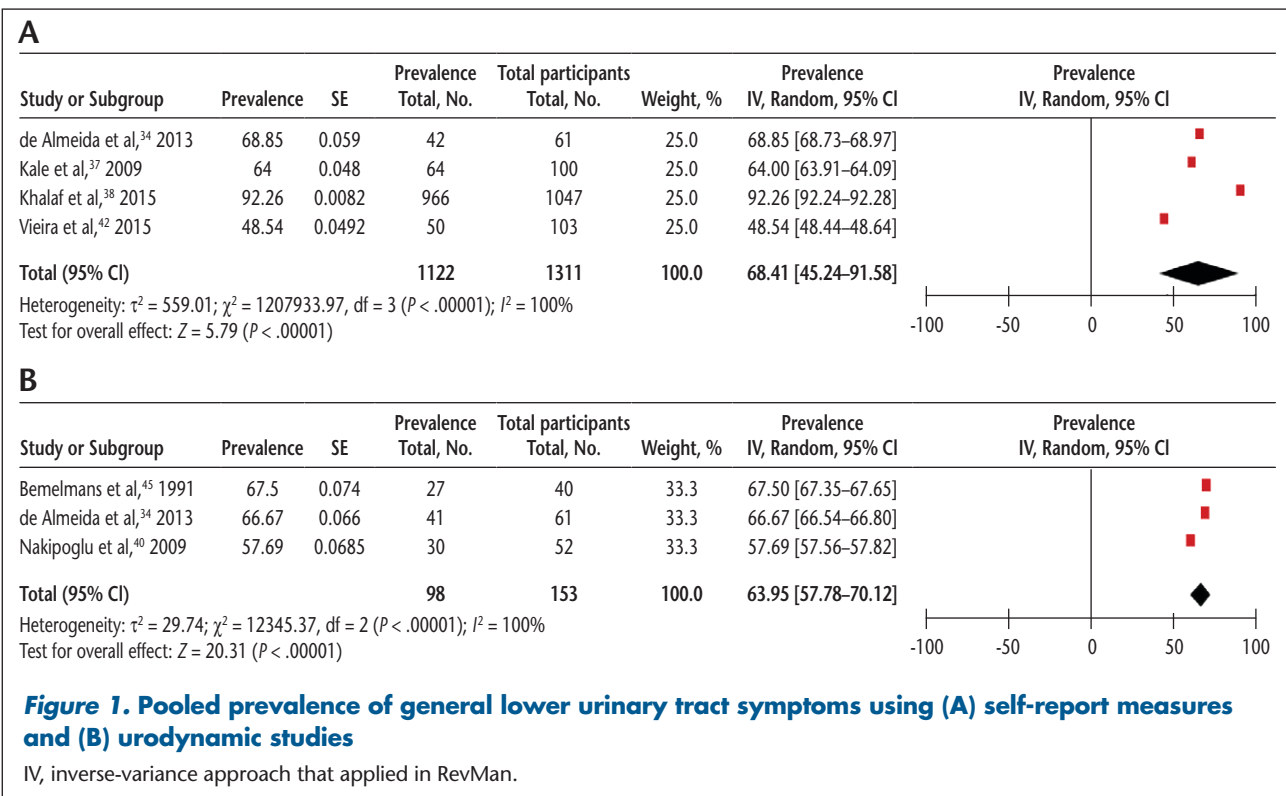 A
Prevalence Total participants Prevalence Prevalence
Study or Subgroup Prevalence SE Total, No. Total, No. Weight, % IV, Random, 95% CI IV, Random, 95% CI
de Almeida et al,³⁴ 2013 68.85 0.059 42 61 25.0 68.85 [68.73–68.97]
Kale et al,³⁷ 2009 64 0.048 64 100 25.0 64.00 [63.91–64.09]
Khalaf et al,³⁸ 2015 92.26 0.0082 966 1047 25.0 92.26 [92.24–92.28]
Vieira et al,⁴² 2015 48.54 0.0492 50 103 25.0 48.54 [48.44–48.64]
Total (95% CI) 1122 1311 100.0 68.41 [45.24–91.58]
Heterogeneity: τ² = 559.01; χ² = 1207933.97, df = 3 (P < .00001); I² = 100%
Test for overall effect: Z = 5.79 (P < .00001)
-100 -50 0 50 100
B
Prevalence Total participants Prevalence Prevalence
Study or Subgroup Prevalence SE Total, No. Total, No. Weight, % IV, Random, 95% CI IV, Random, 95% CI
Bemelmans et al,⁴⁵ 1991 67.5 0.074 27 40 33.3 67.50 [67.35–67.65]
de Almeida et al,³⁴ 2013 66.67 0.066 41 61 33.3 66.67 [66.54–66.80]
Nakipoglu et al,⁴⁰ 2009 57.69 0.0685 30 52 33.3 57.69 [57.56–57.82]
Total (95% CI) 98 153 100.0 63.95 [57.78–70.12]
Heterogeneity: τ² = 29.74; χ² = 12345.37, df = 2 (P < .00001); I² = 100%
Test for overall effect: Z = 20.31 (P < .00001)
-100 -50 0 50 100
Figure 1. Pooled prevalence of general lower urinary tract symptoms using (A) self-report measures
and (B) urodynamic studies
IV, inverse-variance approach that applied in RevMan.